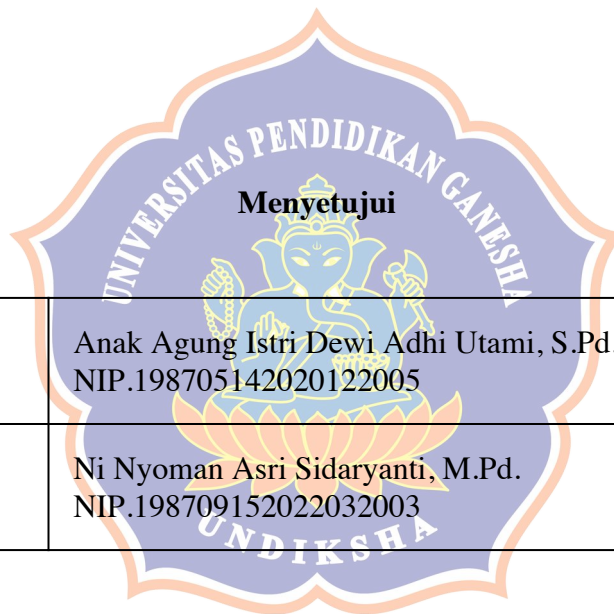 UNIVERSITAS PENDIDIKAN GANESHA
Menyetujui
Anak Agung Istri Dewi Adhi Utami, S.Pd.
NIP.198705142020122005
Ni Nyoman Asri Sidaryanti, M.Pd.
NIP.198709152022032003
UNDIKSHA